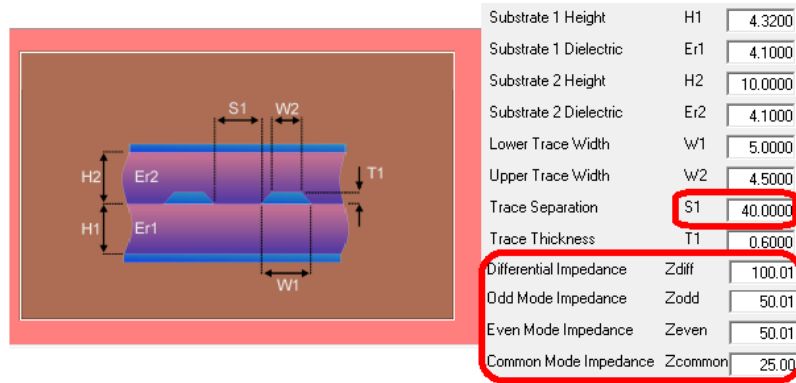 S1 W2
T1
H2 Er2
H1 Er1
W1
Substrate 1 Height H1 4.3200
Substrate 1 Dielectric Er1 4.1000
Substrate 2 Height H2 10.0000
Substrate 2 Dielectric Er2 4.1000
Lower Trace Width W1 5.0000
Upper Trace Width W2 4.5000
Trace Separation S1 40.0000
Trace Thickness T1 0.6000
Differential Impedance Zdiff 100.01
Odd Mode Impedance Zodd 50.01
Even Mode Impedance Zeven 50.01
Common Mode Impedance Zcommon 25.00